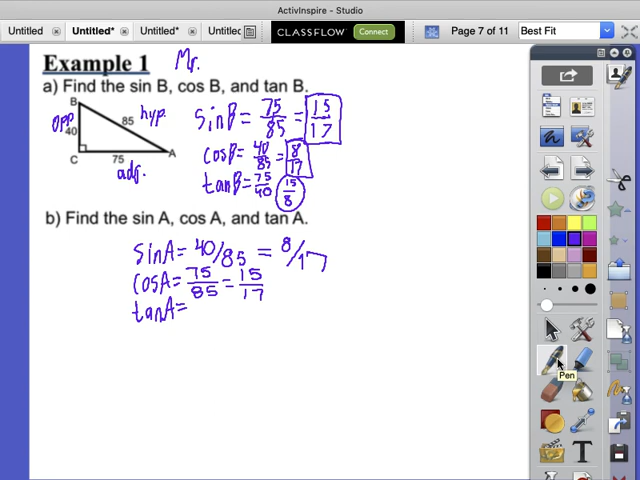 ActivInspire - Studio
Untitled Untitled* Untitled* Untitled CLASSFLOW Connect Page 7 of 11 Best Fit
Example 1 Mr.
a) Find the sin B, cos B, and tan B.
B
opp 40 85 hyp.
C 75 A
adj.
sinB = 75/85 = 15/17
cosB = 40/85 = 8/17
tanB = 75/40 15/8
b) Find the sin A, cos A, and tan A.
sinA = 40/85 = 8/17
cosA = 75/85 = 15/17
tanA =
Pen
T